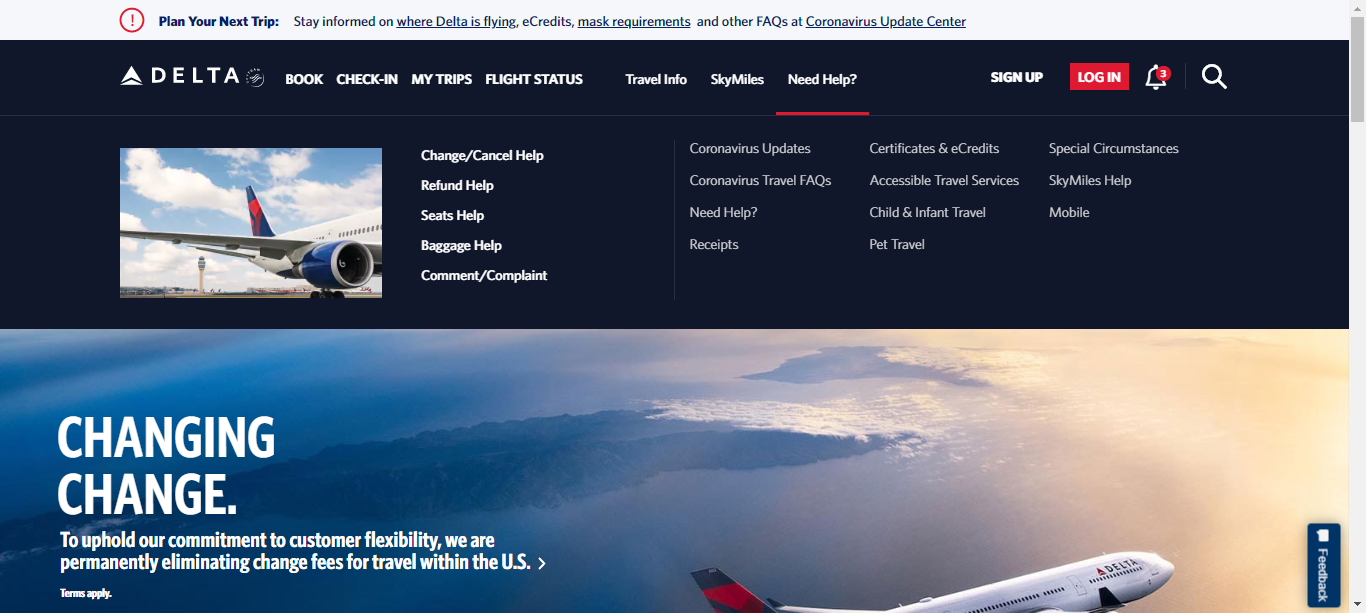 Plan Your Next Trip: Stay informed on where Delta is flying, eCredits, mask requirements and other FAQs at Coronavirus Update Center
DELTA BOOK CHECK-IN MY TRIPS FLIGHT STATUS Travel Info SkyMiles Need Help? SIGN UP LOG IN 3
Change/Cancel Help
Refund Help
Seats Help
Baggage Help
Comment/Complaint
Coronavirus Updates
Coronavirus Travel FAQs
Need Help?
Receipts
Certificates & eCredits
Accessible Travel Services
Child & Infant Travel
Pet Travel
Special Circumstances
SkyMiles Help
Mobile
CHANGING
CHANGE.
To uphold our commitment to customer flexibility, we are
permanently eliminating change fees for travel within the U.S.
Terms apply.
DELTA
Feedback